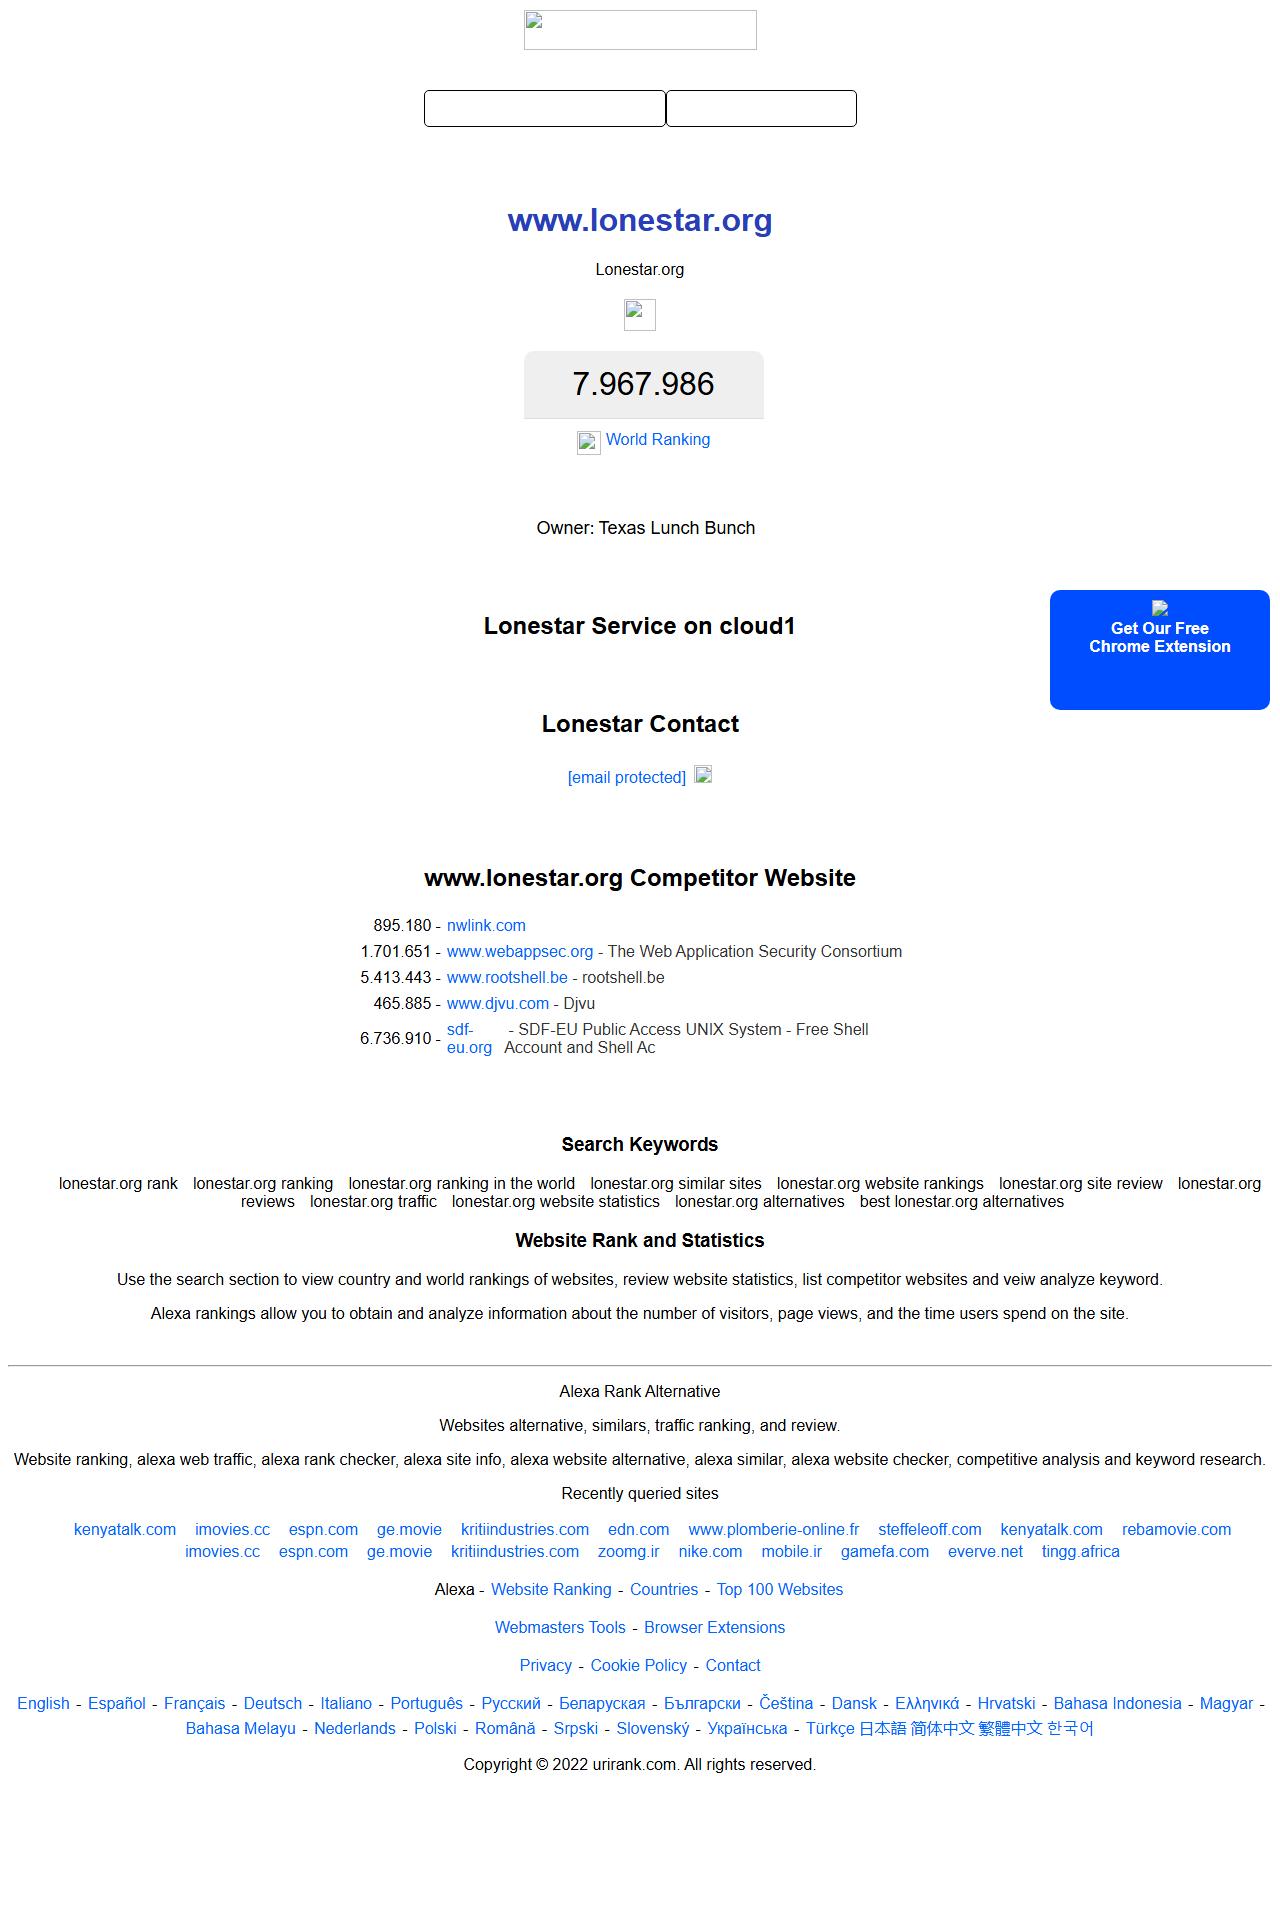 www.lonestar.org
Lonestar.org
7.967.986
World Ranking
Owner: Texas Lunch Bunch
Get Our Free
Chrome Extension
Lonestar Service on cloud1
Lonestar Contact
[email protected]
www.lonestar.org Competitor Website
895.180 - nwlink.com
1.701.651 - www.webappsec.org - The Web Application Security Consortium
5.413.443 - www.rootshell.be - rootshell.be
465.885 - www.djvu.com - Djvu
6.736.910 - sdf-eu.org - SDF-EU Public Access UNIX System - Free Shell
Account and Shell Ac
Search Keywords
lonestar.org rank lonestar.org ranking lonestar.org ranking in the world lonestar.org similar sites lonestar.org website rankings lonestar.org site review lonestar.org
reviews lonestar.org traffic lonestar.org website statistics lonestar.org alternatives best lonestar.org alternatives
Website Rank and Statistics
Use the search section to view country and world rankings of websites, review website statistics, list competitor websites and veiw analyze keyword.
Alexa rankings allow you to obtain and analyze information about the number of visitors, page views, and the time users spend on the site.
Alexa Rank Alternative
Websites alternative, similars, traffic ranking, and review.
Website ranking, alexa web traffic, alexa rank checker, alexa site info, alexa website alternative, alexa similar, alexa website checker, competitive analysis and keyword research.
Recently queried sites
kenyatalk.com imovies.cc espn.com ge.movie kritiindustries.com edn.com www.plomberie-online.fr steffeleoff.com kenyatalk.com rebamovie.com
imovies.cc espn.com ge.movie kritiindustries.com zoomg.ir nike.com mobile.ir gamefa.com everve.net tingg.africa
Alexa - Website Ranking - Countries - Top 100 Websites
Webmasters Tools - Browser Extensions
Privacy - Cookie Policy - Contact
English - Español - Français - Deutsch - Italiano - Português - Русский - Беларуская - Български - Čeština - Dansk - Ελληνικά - Hrvatski - Bahasa Indonesia - Magyar -
Bahasa Melayu - Nederlands - Polski - Română - Srpski - Slovenský - Українська - Türkçe 日本語 简体中文 繁體中文 한국어
Copyright © 2022 urirank.com. All rights reserved.